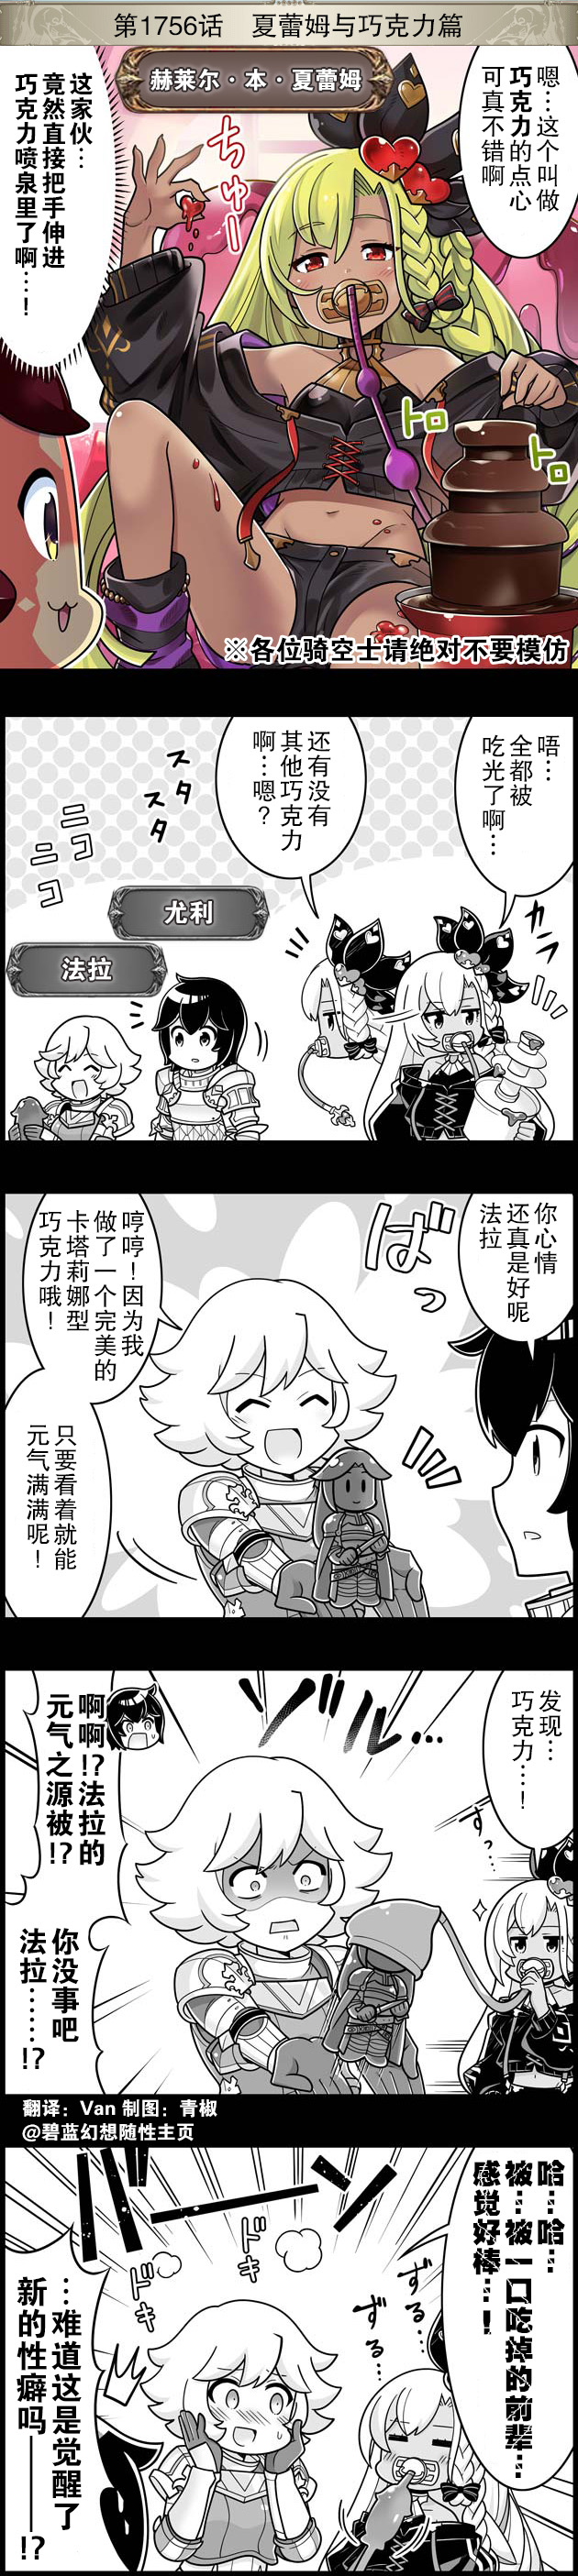 第1756话　夏蕾姆与巧克力篇
赫莱尔·本·夏蕾姆
嗯…这个叫做
巧克力的点心
可真不错啊
这家伙…
竟然直接把手伸进
巧克力喷泉里了啊…！
ちゅー
トロ
トロ
※各位骑空士请绝对不要模仿
唔…
全都被
吃光了啊…
还有没有
其他巧克力
啊…嗯？
カラ
スタ
スタ
ニコ
ニコ
尤利
法拉
你心情
还真是好呢
法拉
ばっ
哼哼！因为我
做了一个完美的
卡塔莉娜型
巧克力哦！
只要看着就能
元气满满呢！
发现…
巧克力…！
すっ…
啊啊!?法拉的
元气之源被!?
你没事吧
法拉……!?
翻译：Van 制图：青椒
@碧蓝幻想随性主页
哈…哈…
被…被一口吃掉的前辈…
感觉好棒…！
ドキ
ドキ
ずる…
ずる…
…难道这是觉醒了
新的性癖吗——!?